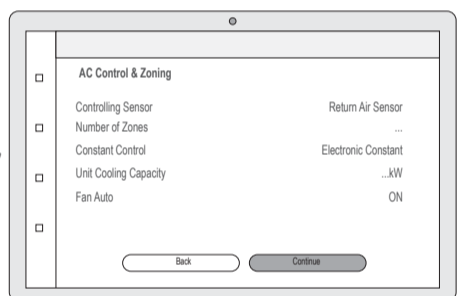 AC Control & Zoning
Controlling Sensor Return Air Sensor
Number of Zones ...
Constant Control Electronic Constant
Unit Cooling Capacity ...kW
Fan Auto ON
Back Continue